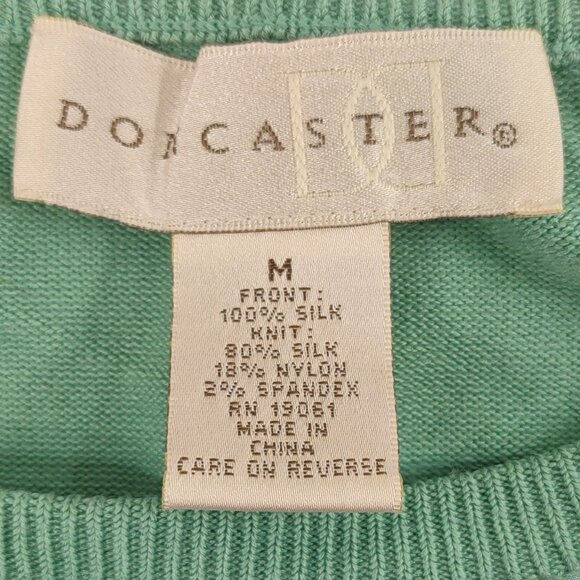 DONCASTER®
M
FRONT:
100% SILK
KNIT:
80% SILK
18% NYLON
2% SPANDEX
RN 19061
MADE IN
CHINA
CARE ON REVERSE